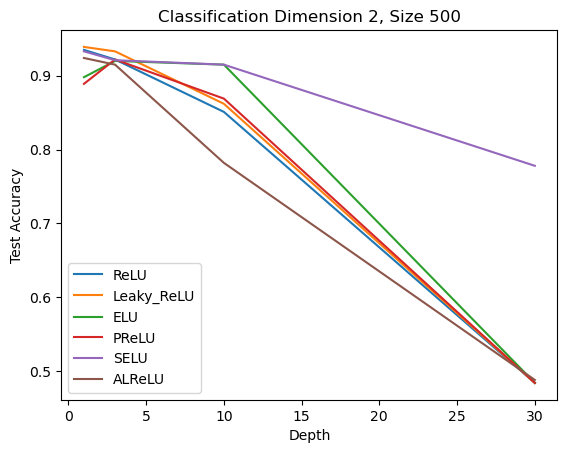 Classification Dimension 2, Size 500
Test Accuracy
0.9
0.8
0.7
0.6
0.5
ReLU
Leaky_ReLU
ELU
PReLU
SELU
ALReLU
0 5 10 15 20 25 30
Depth